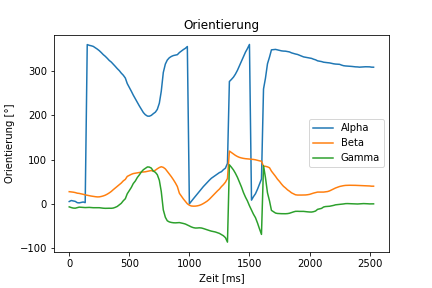 Orientierung
Orientierung [°]
300
200
100
0
−100
Alpha
Beta
Gamma
0
500
1000
1500
2000
2500
Zeit [ms]